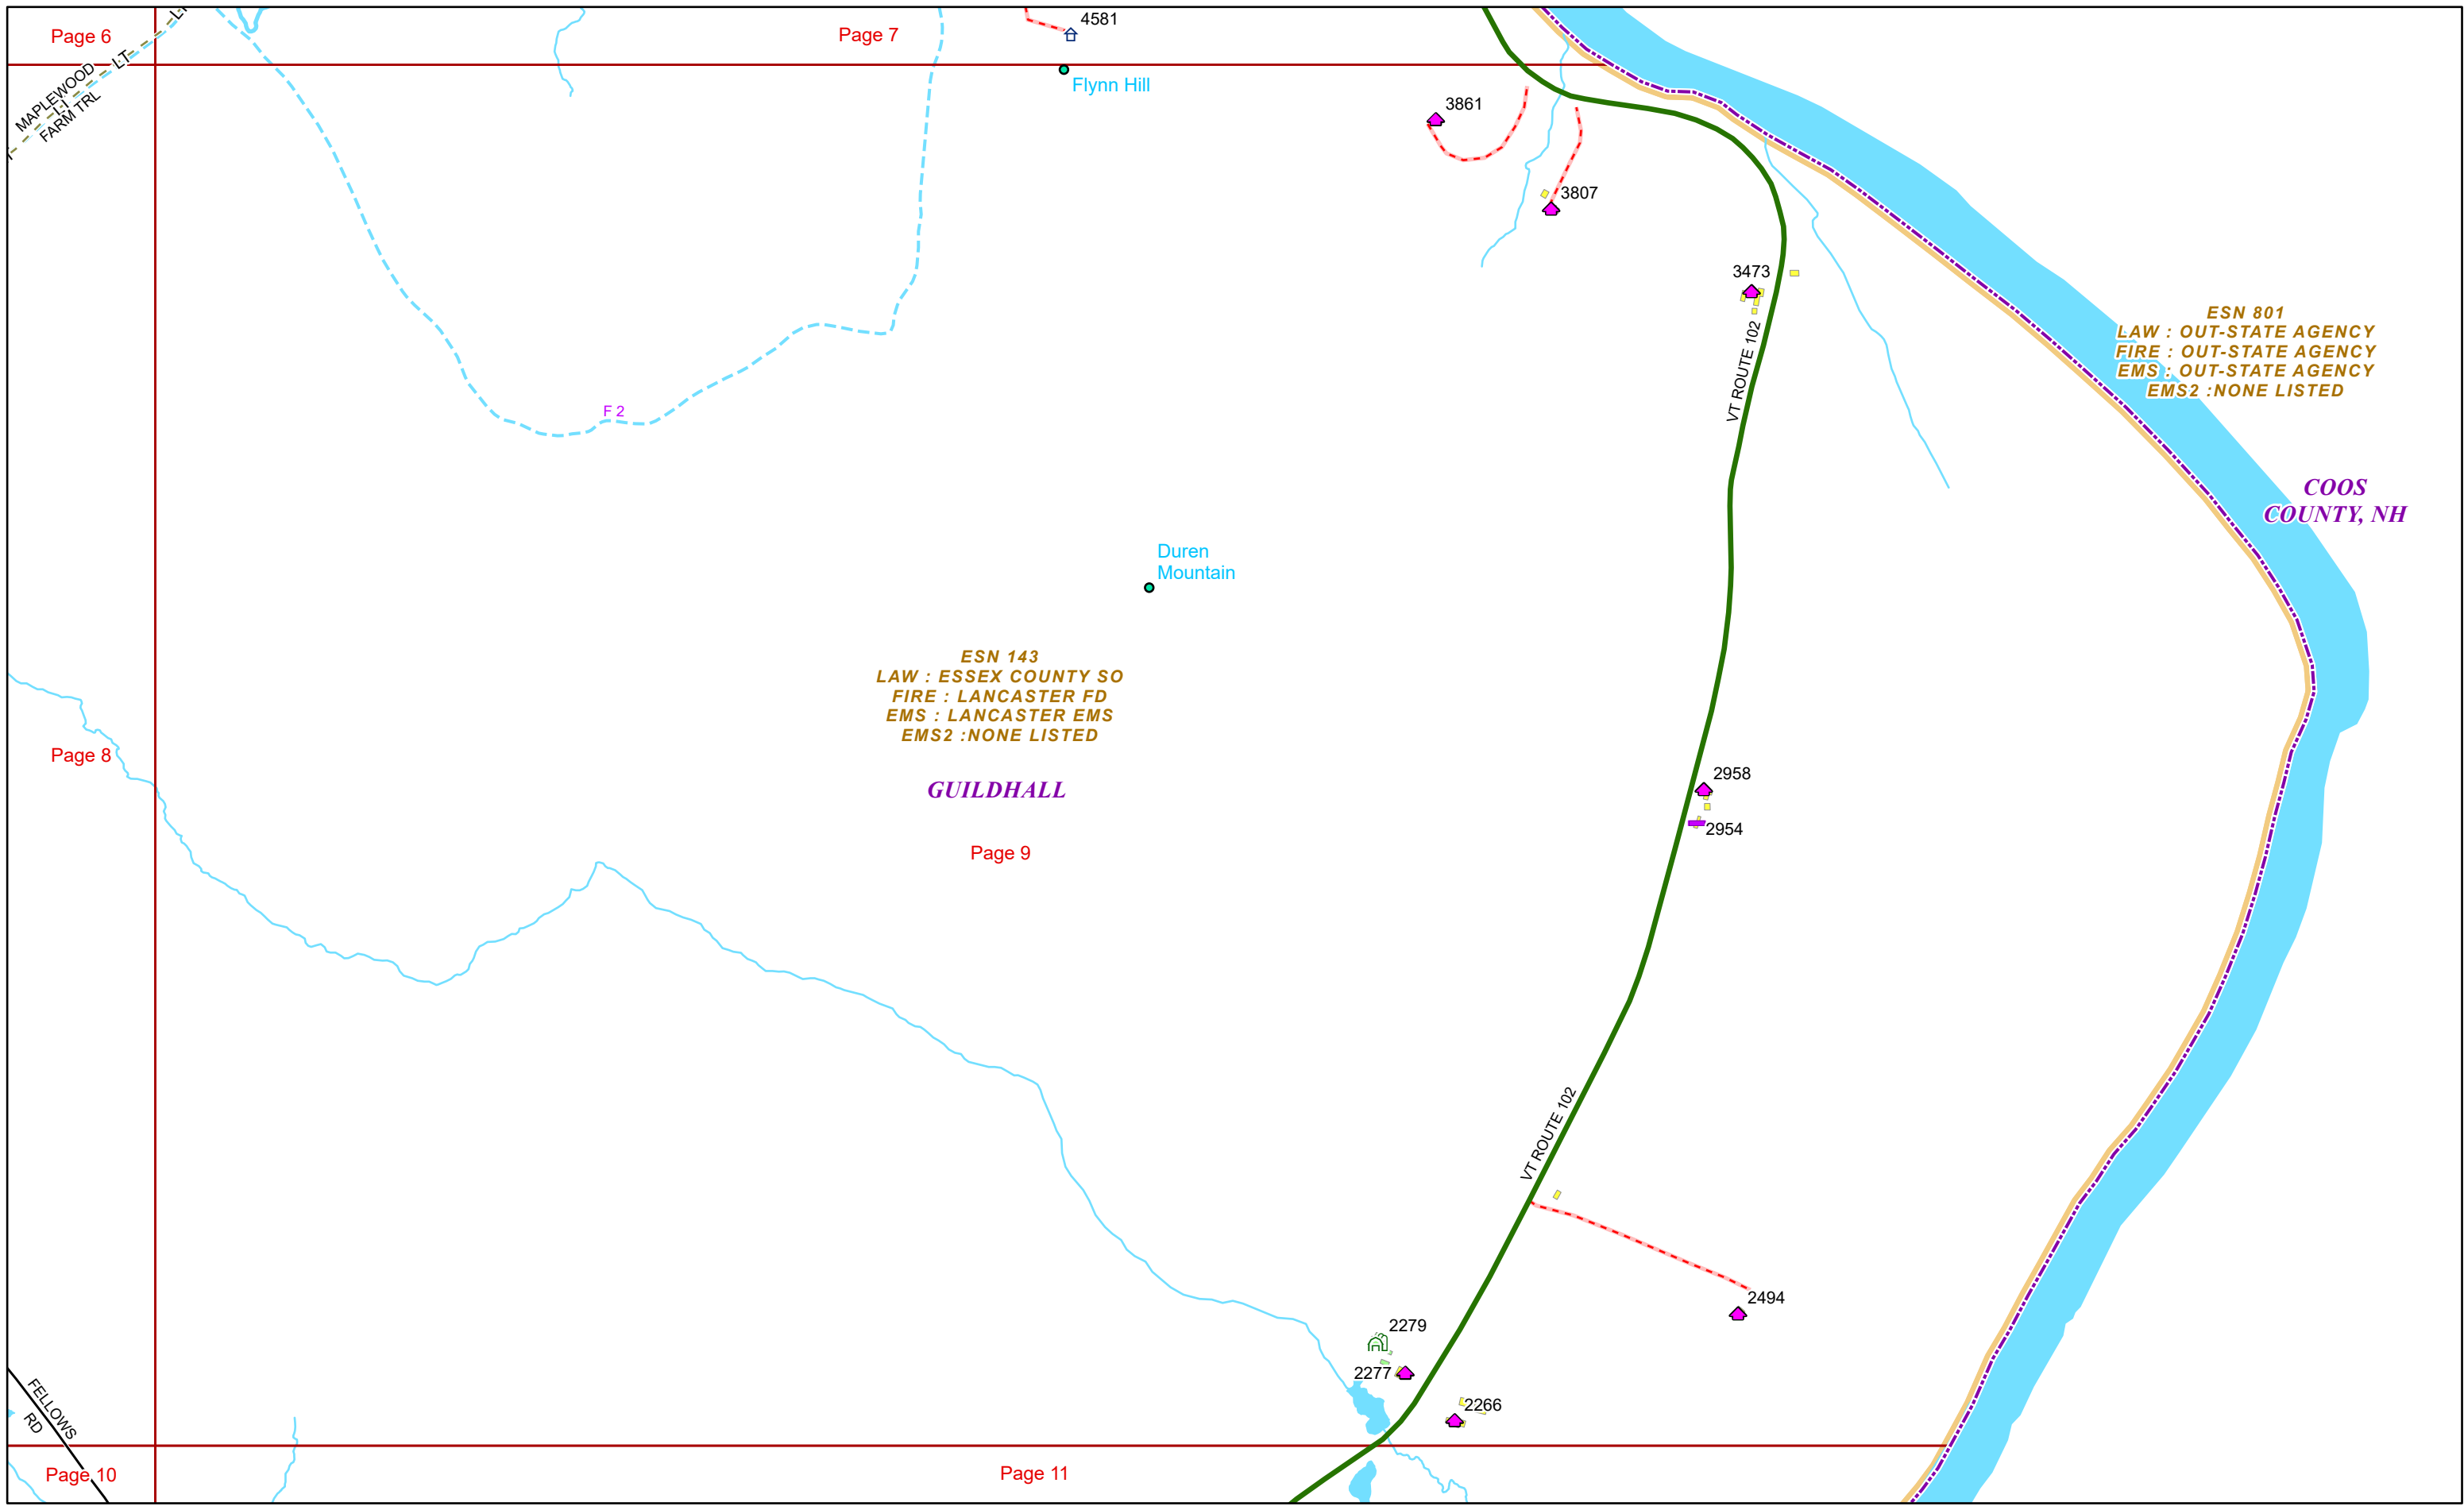 Page 6
Page 7
4581
LT
LT
MAPLEWOOD
LT
FARM TRL
Flynn Hill
3861
3807
3473
VT ROUTE 102
ESN 801
LAW : OUT-STATE AGENCY
FIRE : OUT-STATE AGENCY
EMS : OUT-STATE AGENCY
EMS2 :NONE LISTED
F 2
COOS
COUNTY, NH
Duren
Mountain
ESN 143
LAW : ESSEX COUNTY SO
FIRE : LANCASTER FD
EMS : LANCASTER EMS
EMS2 :NONE LISTED
Page 8
GUILDHALL
2958
2954
Page 9
VT ROUTE 102
2494
2279
2277
2266
FELLOWS
RD
Page 10
Page 11